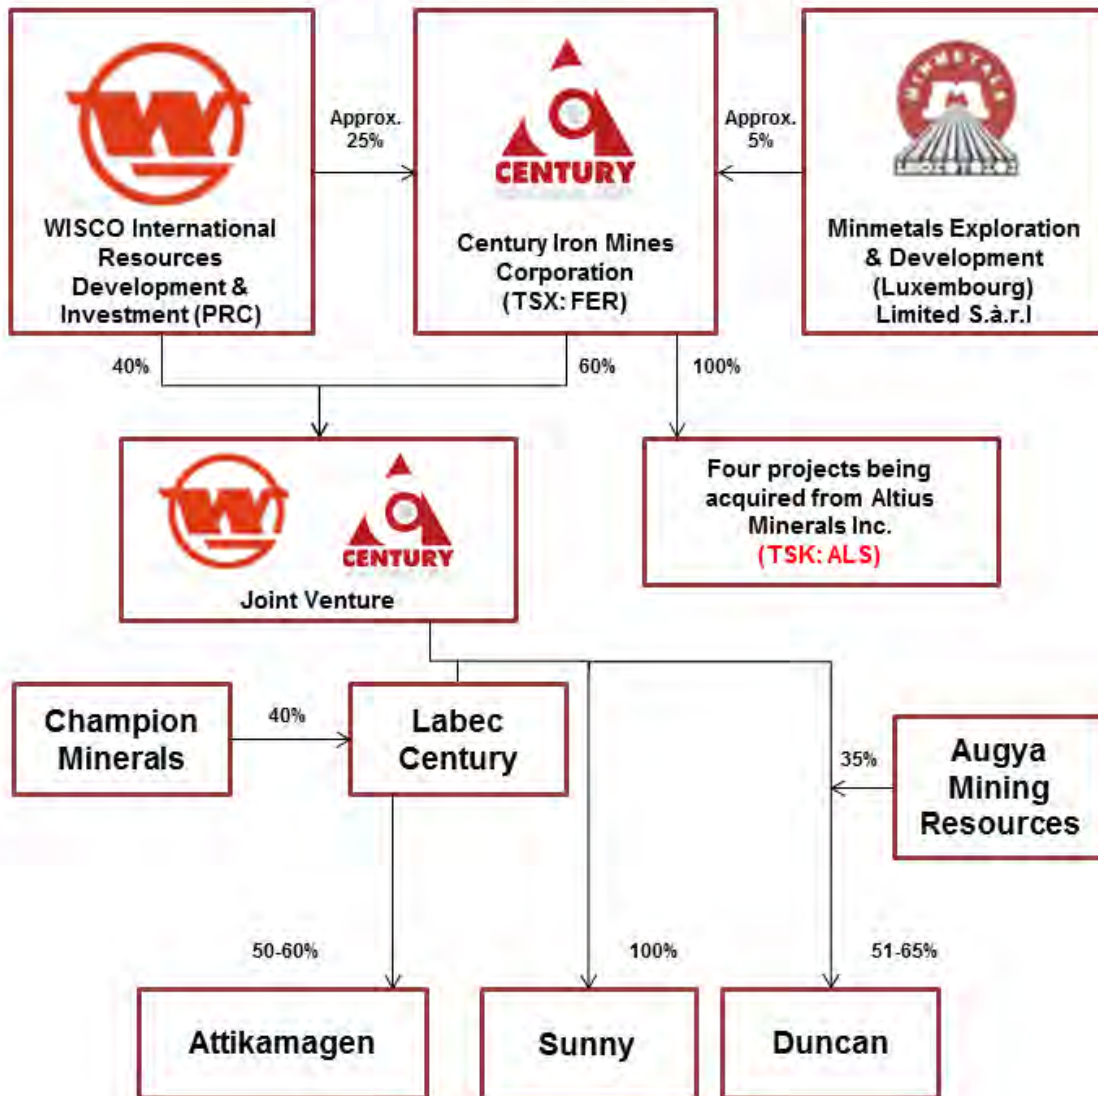 Approx.
25%
Approx.
5%
CENTURY
MINMETALS
WISCO International
Resources
Development &
Investment (PRC)
Century Iron Mines
Corporation
(TSX: FER)
Minmetals Exploration
& Development
(Luxembourg)
Limited S.à.r.l
40%
60%
100%
CENTURY
Joint Venture
Four projects being
acquired from Altius
Minerals Inc.
(TSK: ALS)
Champion
Minerals
40%
Labec
Century
35%
Augya
Mining
Resources
50-60%
100%
51-65%
Attikamagen
Sunny
Duncan